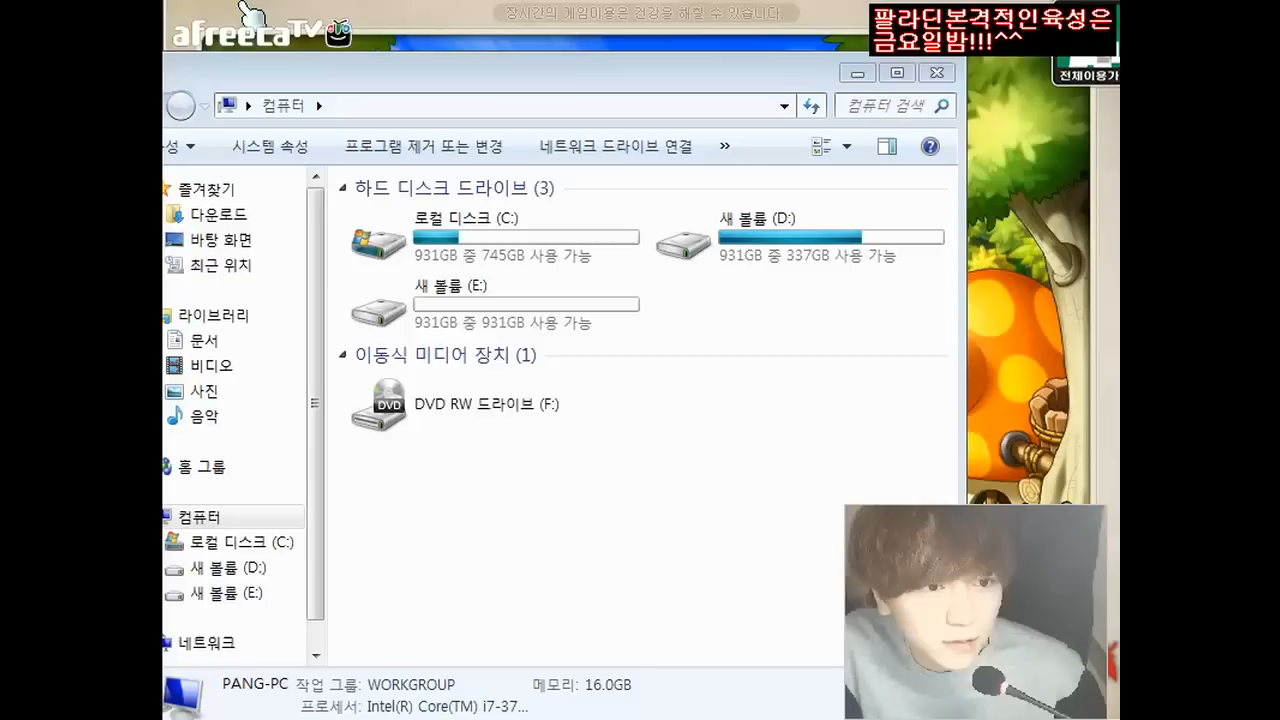 장시간의 게임이용은 건강을 해할 수 있습니다.
afreecaTV
팔라딘본격적인육성은
금요일밤!!!^^
전체이용가
컴퓨터
컴퓨터 검색
성
시스템 속성
프로그램 제거 또는 변경
네트워크 드라이브 연결
»
즐겨찾기
다운로드
바탕 화면
최근 위치
라이브러리
문서
비디오
사진
음악
홈 그룹
컴퓨터
로컬 디스크 (C:)
새 볼륨 (D:)
새 볼륨 (E:)
네트워크
하드 디스크 드라이브 (3)
로컬 디스크 (C:)
931GB 중 745GB 사용 가능
새 볼륨 (D:)
931GB 중 337GB 사용 가능
새 볼륨 (E:)
931GB 중 931GB 사용 가능
이동식 미디어 장치 (1)
DVD
DVD RW 드라이브 (F:)
PANG-PC 작업 그룹: WORKGROUP
메모리: 16.0GB
프로세서: Intel(R) Core(TM) i7-37...